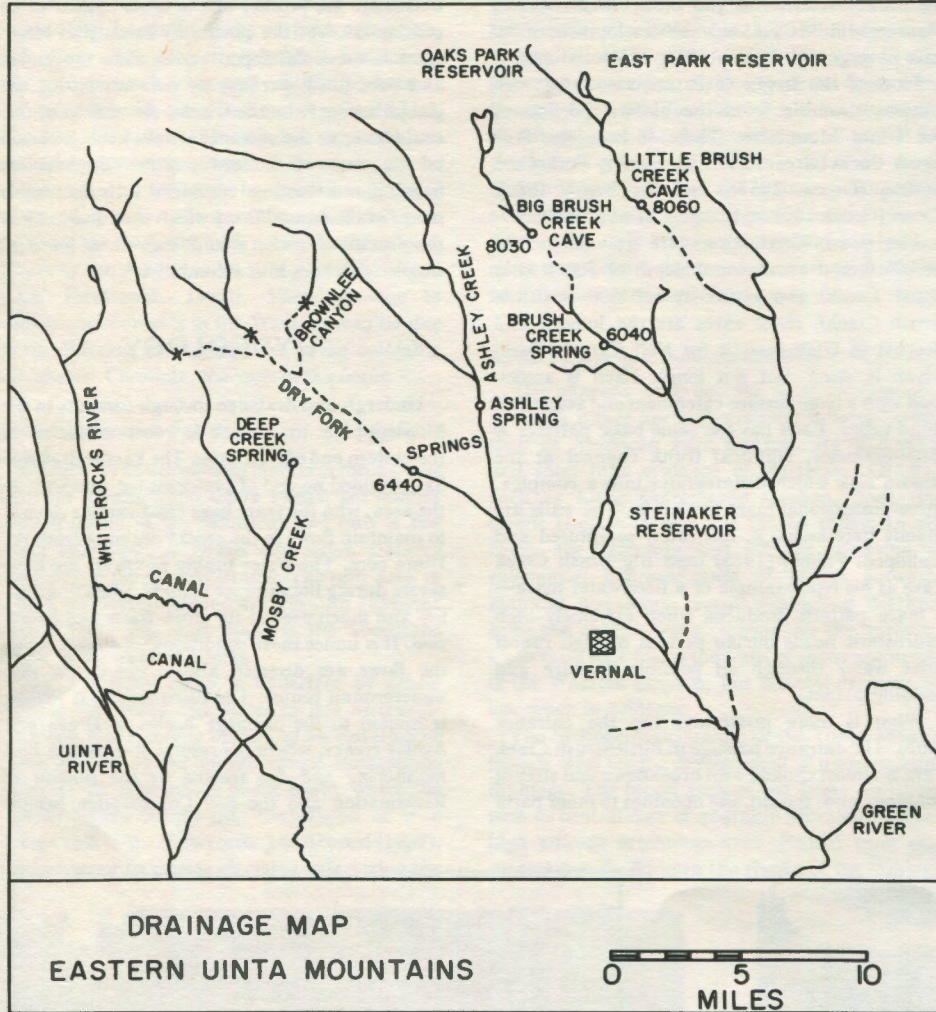 OAKS PARK
RESERVOIR
EAST PARK RESERVOIR
LITTLE BRUSH
CREEK
CAVE
8060
BIG BRUSH
CREEK
CAVE
8030
BROWNLEE
CANYON
ASHLEY CREEK
BRUSH
CREEK
SPRING
6040
WHITEROCKS RIVER
DRY FORK
DEEP
CREEK
SPRING
ASHLEY
SPRING
SPRINGS
6440
STEINAKER
RESERVOIR
MOSBY CREEK
CANAL
CANAL
VERNAL
UINTA
RIVER
GREEN
RIVER
DRAINAGE MAP
EASTERN UINTA MOUNTAINS
0 5 10
MILES